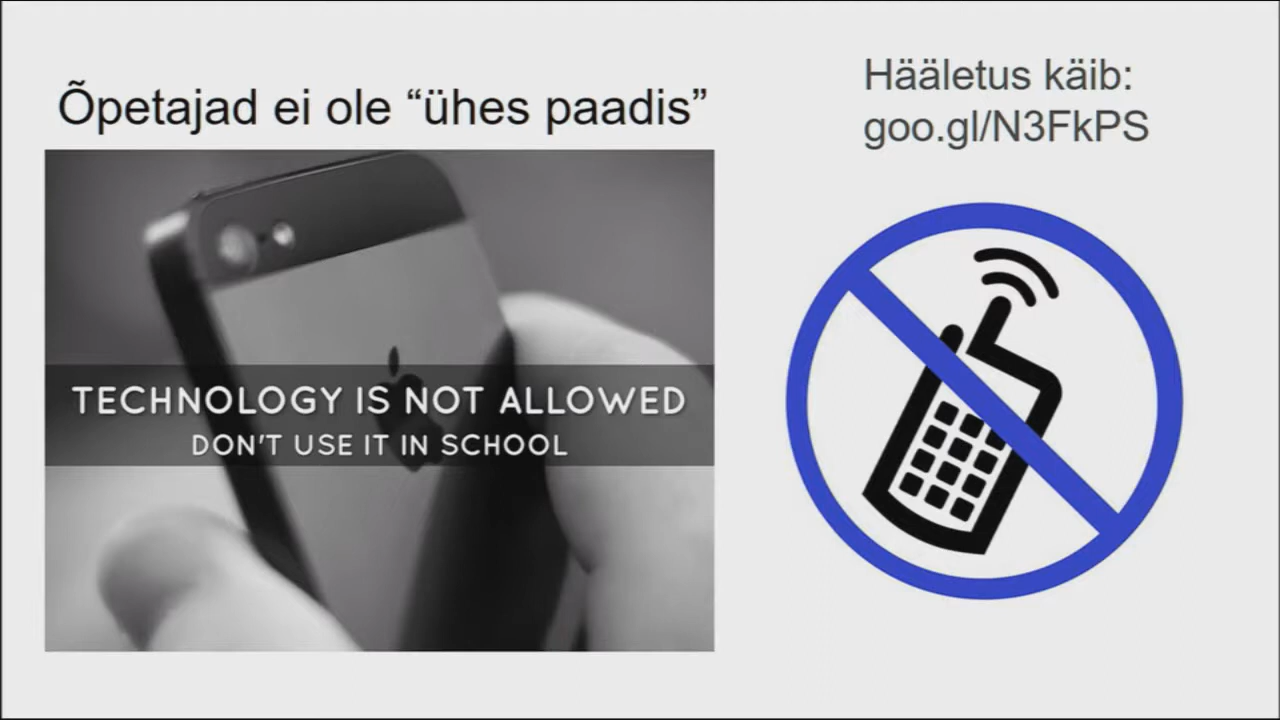 Õpetajad ei ole “ühes paadis”
Hääletus käib:
goo.gl/N3FkPS
TECHNOLOGY IS NOT ALLOWED
DON'T USE IT IN SCHOOL